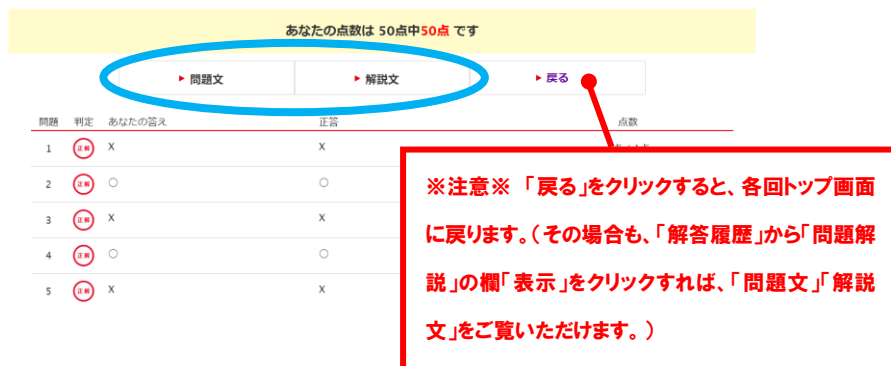 あなたの点数は 50点中50点 です
問題文 解説文 戻る
問題 判定 あなたの答え 正答 点数
1 正解 X X
2 正解 ○ ○
3 正解 X X
4 正解 ○ ○
5 正解 X X
※注意※ 「戻る」をクリックすると、各回トップ画面
に戻ります。（その場合も、「解答履歴」から「問題解
説」の欄「表示」をクリックすれば、「問題文」「解説
文」をご覧いただけます。）